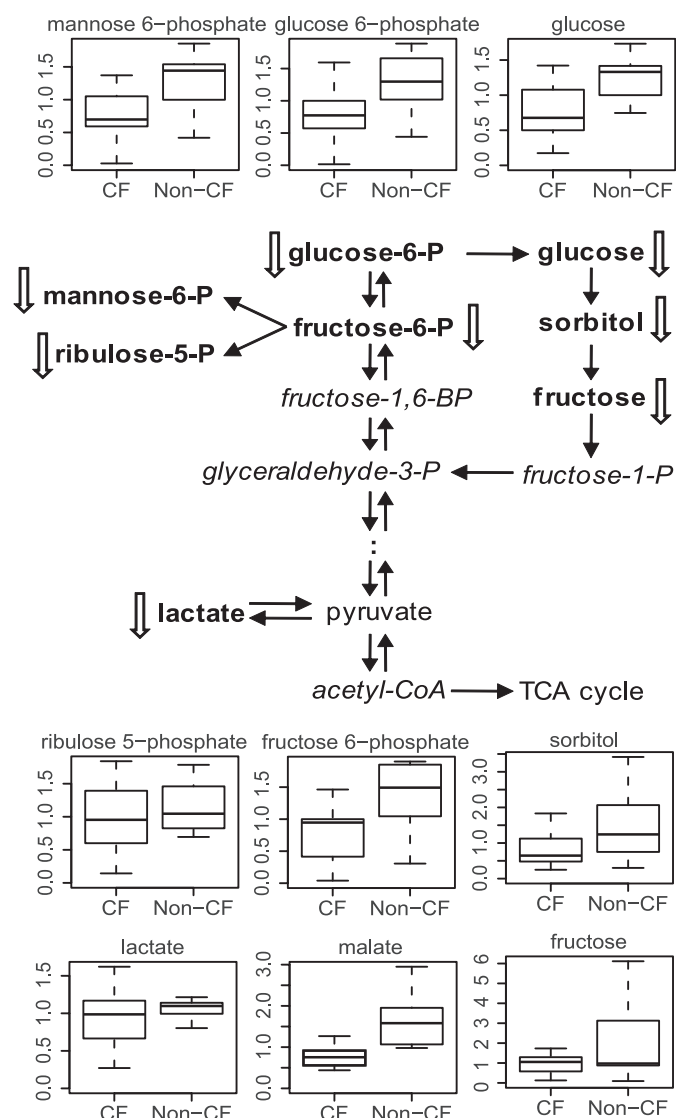 mannose 6−phosphate glucose 6−phosphate glucose
0.0 0.5 1.0 1.5 0.0 0.5 1.0 1.5 0.0 0.5 1.0 1.5
CF Non−CF CF Non−CF CF Non−CF
glucose-6-P glucose
mannose-6-P
fructose-6-P sorbitol
ribulose-5-P
fructose-1,6-BP fructose
glyceraldehyde-3-P fructose-1-P
:
lactate pyruvate
acetyl-CoA TCA cycle
ribulose 5−phosphate fructose 6−phosphate sorbitol
0.0 0.5 1.0 1.5 0.0 0.5 1.0 1.5 0.0 1.0 2.0 3.0
CF Non−CF CF Non−CF CF Non−CF
lactate malate fructose
0.0 0.5 1.0 1.5 0.0 1.0 2.0 3.0 0 1 2 3 5 6
CF Non−CF CF Non−CF CF Non−CF